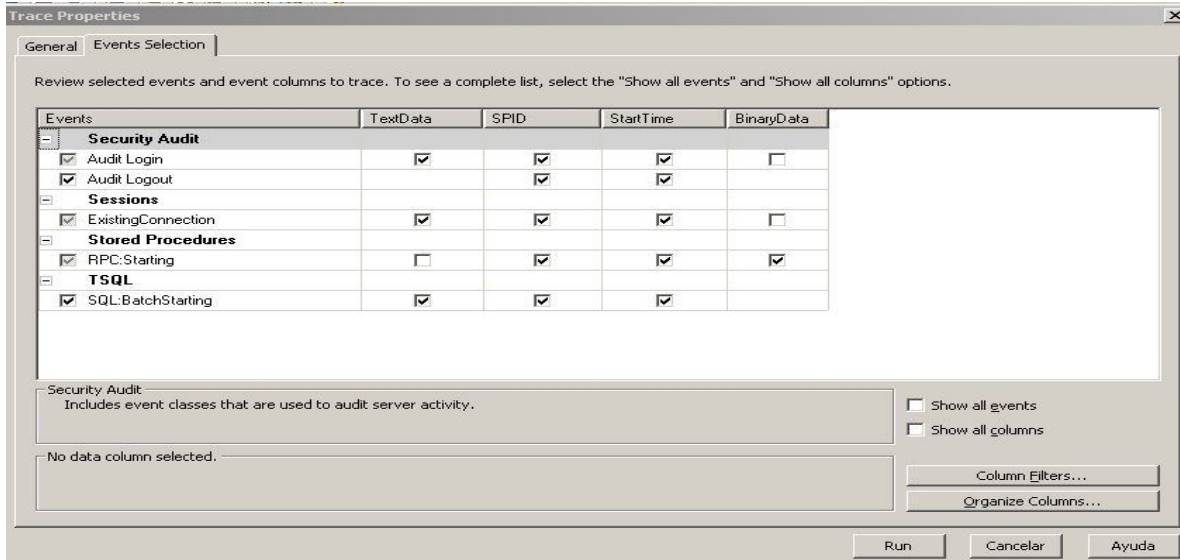 Trace Properties
General Events Selection
Review selected events and event columns to trace. To see a complete list, select the "Show all events" and "Show all columns" options.
Events TextData SPID StartTime BinaryData
Security Audit
Audit Login
Audit Logout
Sessions
ExistingConnection
Stored Procedures
RPC:Starting
TSQL
SQL:BatchStarting
Security Audit
Includes event classes that are used to audit server activity.
Show all events
Show all columns
No data column selected.
Column Filters...
Organize Columns...
Run Cancelar Ayuda